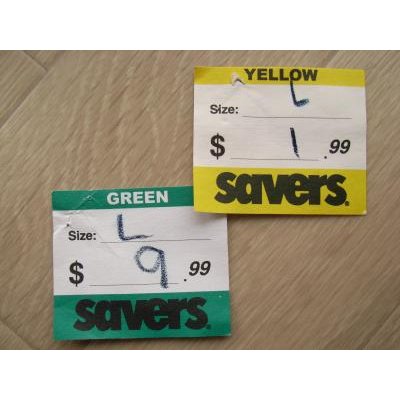 YELLOW
Size: L
$ 1 .99
savers®
GREEN
Size: L
$ 9 .99
savers®